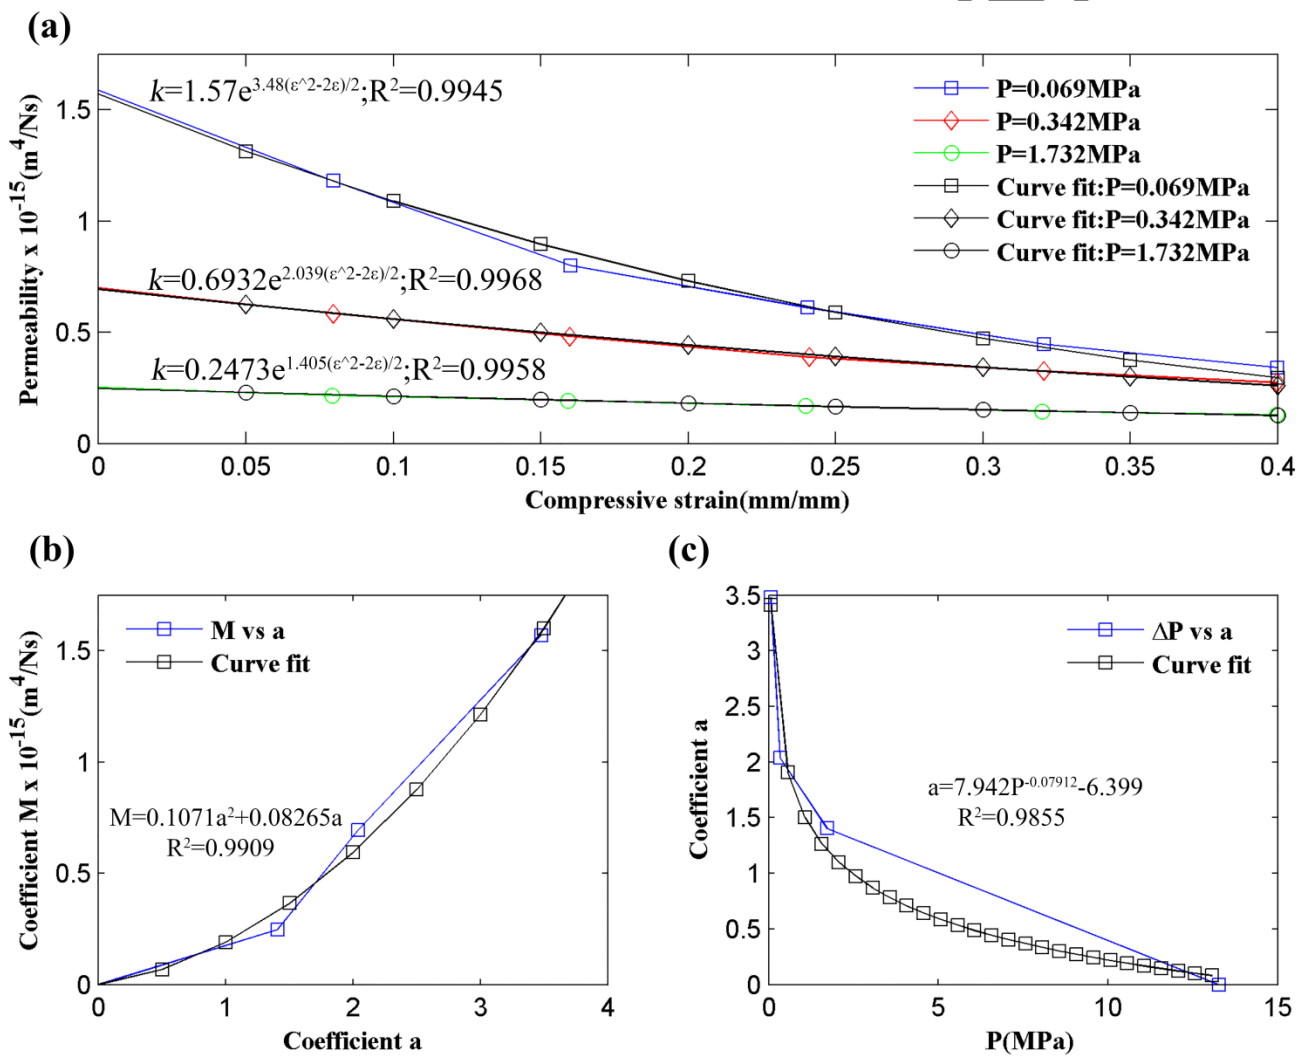 (a)
k=1.57e^3.48(ε^2-2ε)/2;R²=0.9945
k=0.6932e^2.039(ε^2-2ε)/2;R²=0.9968
k=0.2473e^1.405(ε^2-2ε)/2;R²=0.9958
P=0.069MPa
P=0.342MPa
P=1.732MPa
Curve fit:P=0.069MPa
Curve fit:P=0.342MPa
Curve fit:P=1.732MPa
Permeability x 10⁻¹⁵(m⁴/Ns)
1.5
1
0.5
0
0 0.05 0.1 0.15 0.2 0.25 0.3 0.35 0.4
Compressive strain(mm/mm)
(b)
M vs a
Curve fit
M=0.1071a²+0.08265a
R²=0.9909
Coefficient M x 10⁻¹⁵(m⁴/Ns)
1.5
1
0.5
0
0 1 2 3 4
Coefficient a
(c)
ΔP vs a
Curve fit
a=7.942P⁻⁰·⁰⁷⁹¹²-6.399
R²=0.9855
Coefficient a
3.5
3
2.5
2
1.5
1
0.5
0
0 5 10 15
P(MPa)